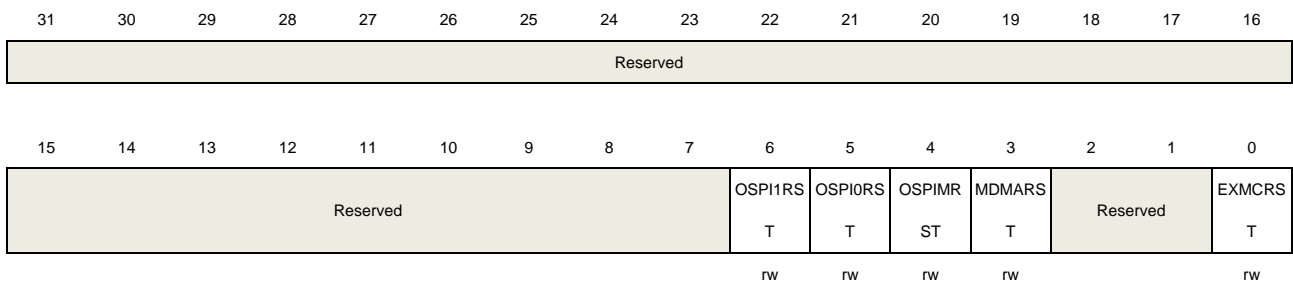 31 30 29 28 27 26 25 24 23 22 21 20 19 18 17 16
Reserved
15 14 13 12 11 10 9 8 7 6 5 4 3 2 1 0
Reserved OSPI1RS OSPI0RS OSPIMR MDMARS Reserved EXMCRS
T T ST T T
rw rw rw rw rw